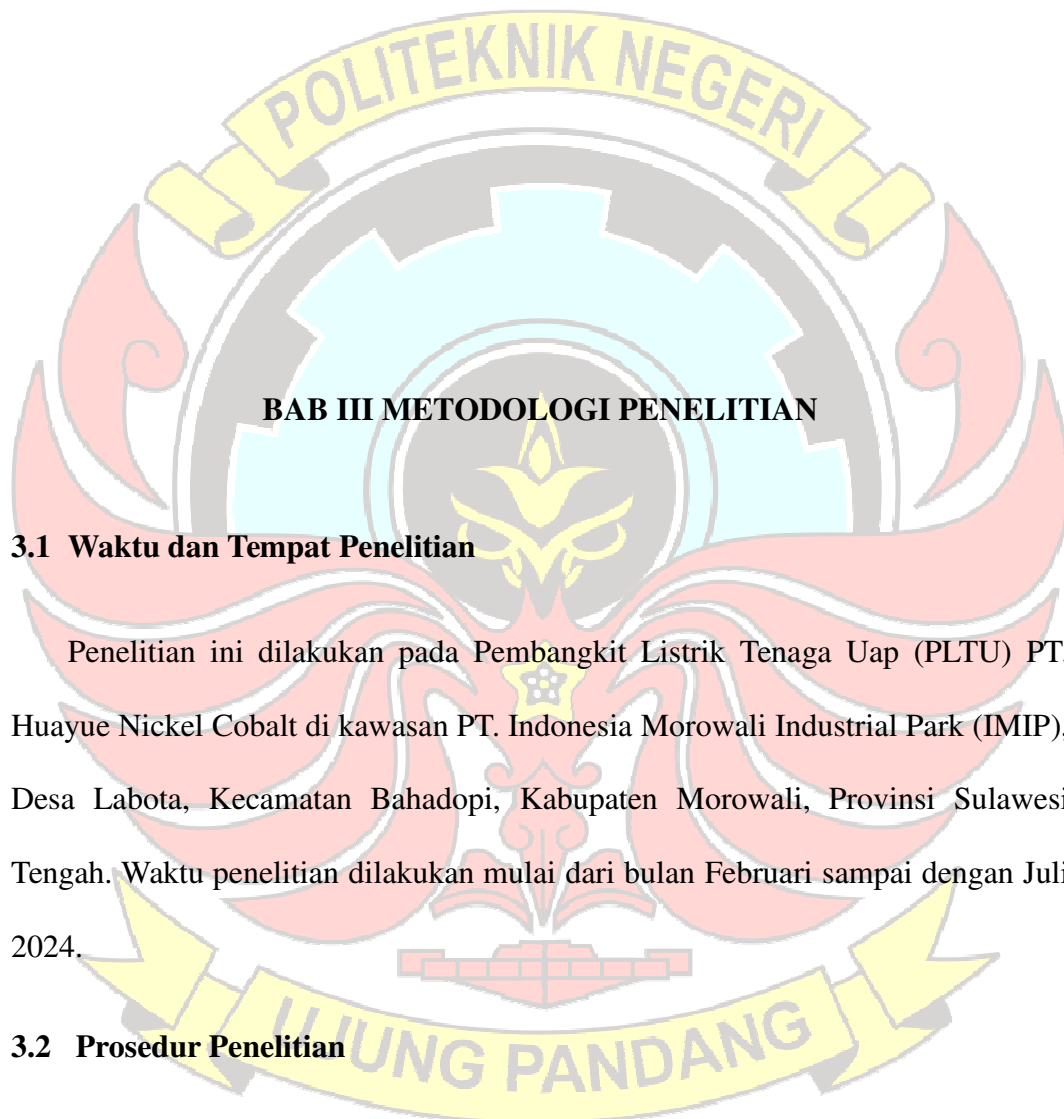 POLITEKNIK NEGERI
BAB III METODOLOGI PENELITIAN
3.1 Waktu dan Tempat Penelitian
Penelitian ini dilakukan pada Pembangkit Listrik Tenaga Uap (PLTU) PT.
Huayue Nickel Cobalt di kawasan PT. Indonesia Morowali Industrial Park (IMIP),
Desa Labota, Kecamatan Bahadopi, Kabupaten Morowali, Provinsi Sulawesi
Tengah. Waktu penelitian dilakukan mulai dari bulan Februari sampai dengan Juli
2024.
3.2 Prosedur Penelitian
UJUNG PANDANG